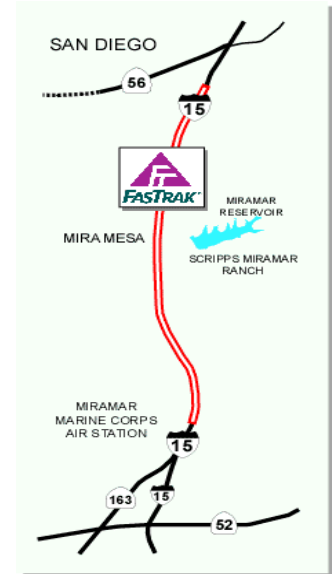 SAN DIEGO
56
15
FASTRAK
MIRAMAR
RESERVOIR
MIRA MESA
SCRIPPS MIRAMAR
RANCH
MIRAMAR
MARINE CORPS
AIR STATION
15
163
15
52